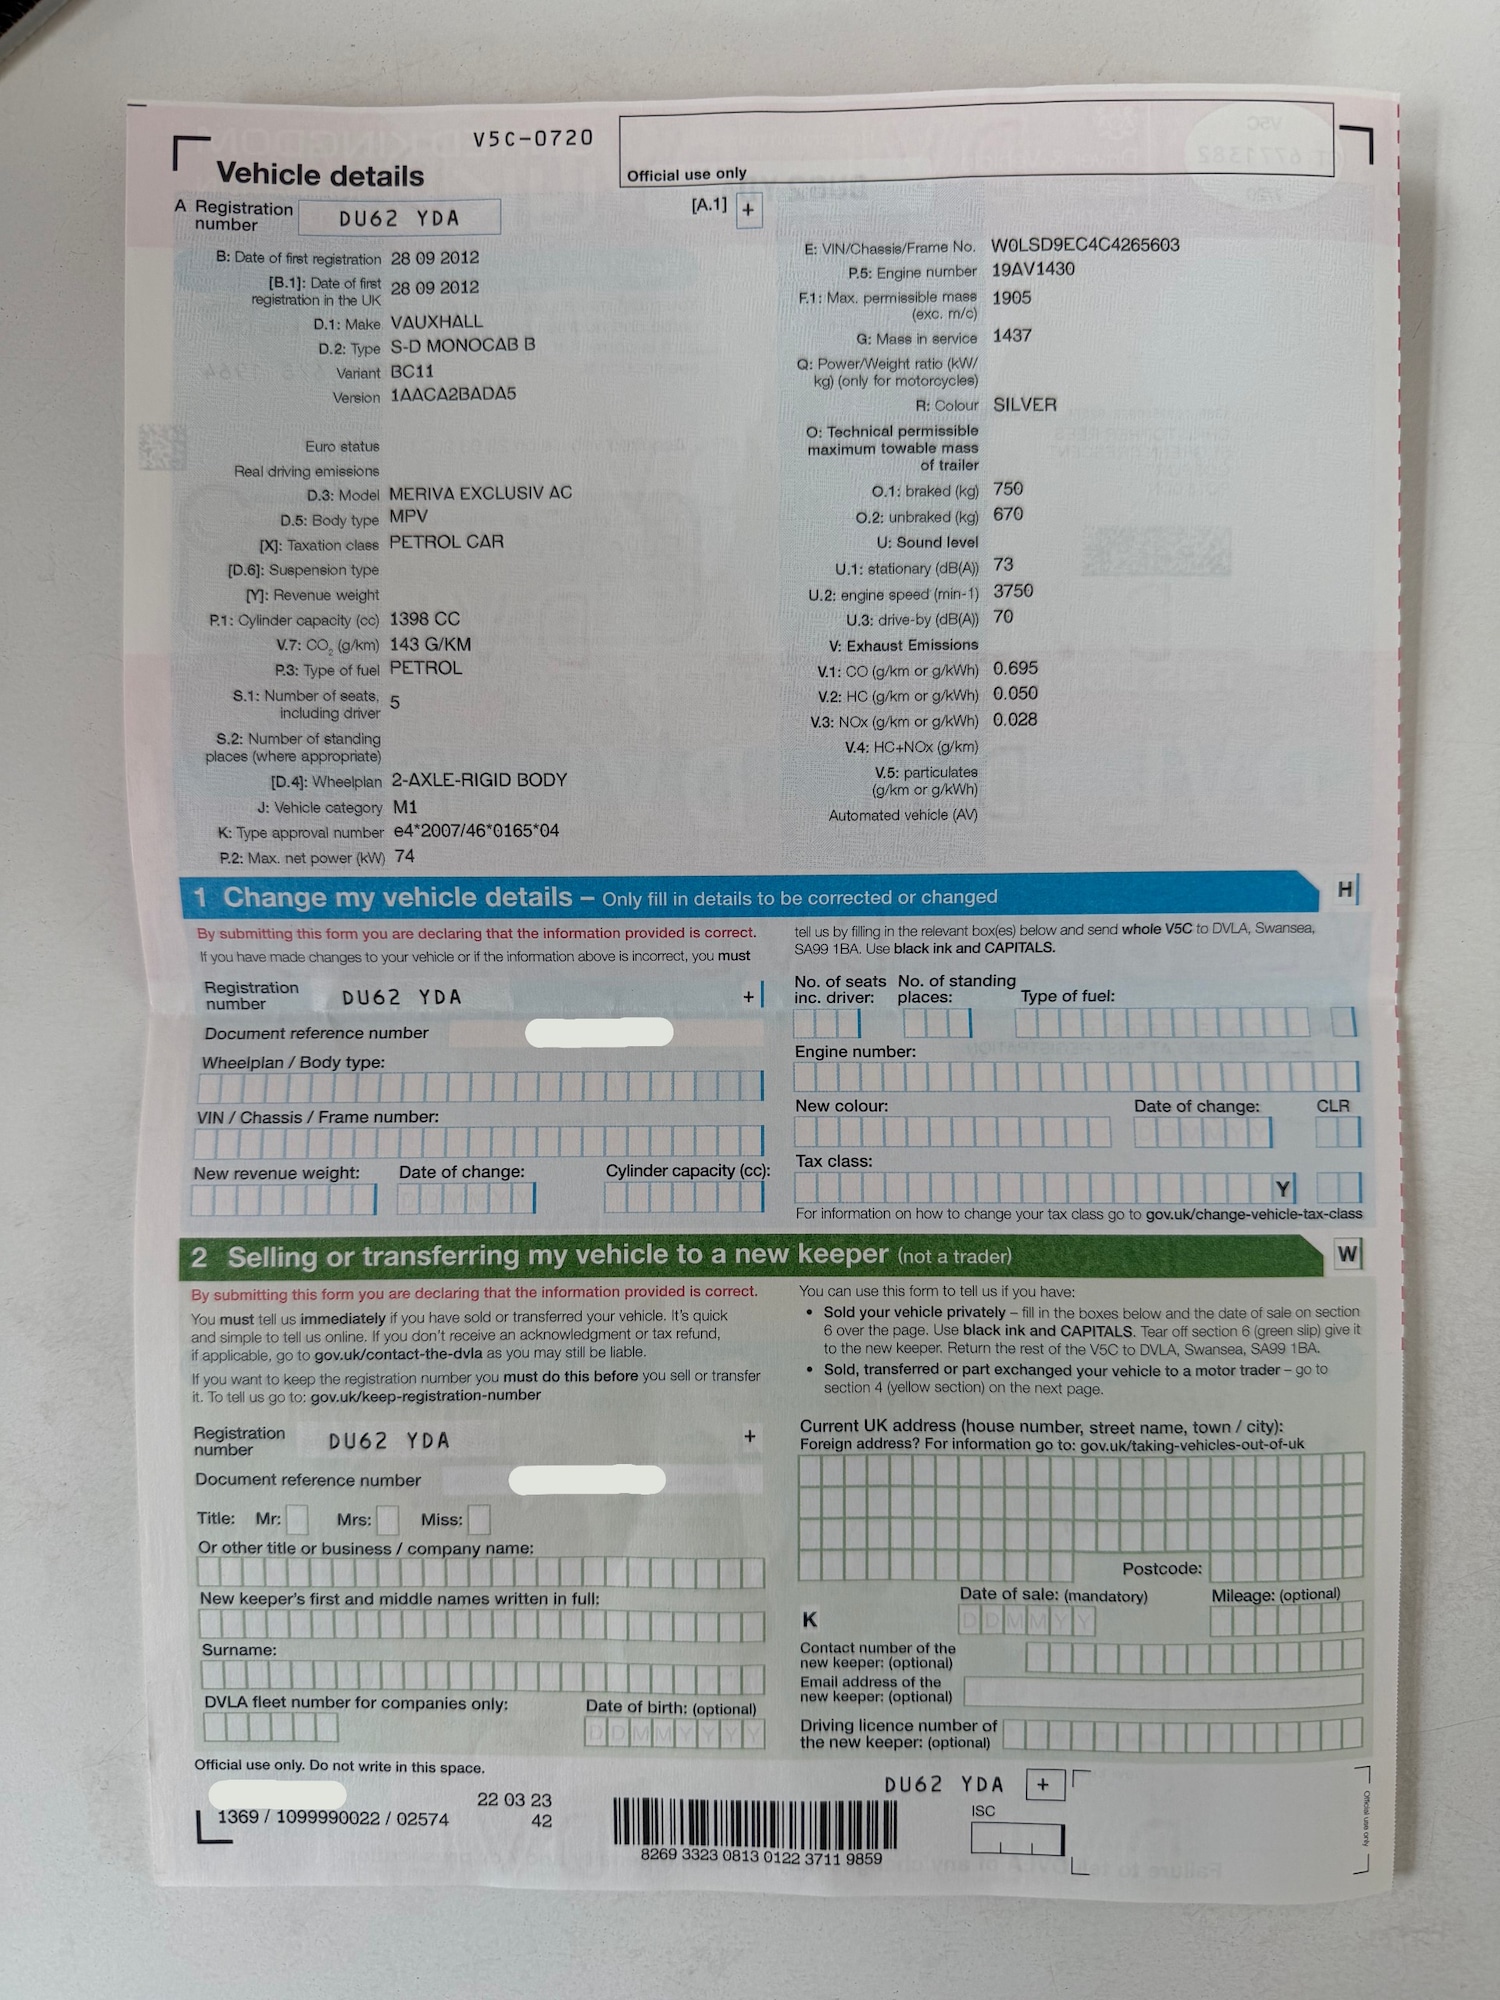 V5C-0720
Official use only
Vehicle details
A Registration number DU62 YDA
[A.1] +
B: Date of first registration 28 09 2012
[B.1]: Date of first registration in the UK 28 09 2012
D.1: Make VAUXHALL
D.2: Type S-D MONOCAB B
Variant BC11
Version 1AACA2BADA5
Euro status
Real driving emissions
D.3: Model MERIVA EXCLUSIV AC
D.5: Body type MPV
[X]: Taxation class PETROL CAR
[D.6]: Suspension type
[Y]: Revenue weight
P.1: Cylinder capacity (cc) 1398 CC
V.7: CO2 (g/km) 143 G/KM
P.3: Type of fuel PETROL
S.1: Number of seats, including driver 5
S.2: Number of standing places (where appropriate)
[D.4]: Wheelplan 2-AXLE-RIGID BODY
J: Vehicle category M1
K: Type approval number e4*2007/46*0165*04
P.2: Max. net power (kW) 74
E: VIN/Chassis/Frame No. W0LSD9EC4C4265603
P.5: Engine number 19AV1430
F.1: Max. permissible mass (exc. m/c) 1905
G: Mass in service 1437
Q: Power/Weight ratio (kW/kg) (only for motorcycles)
R: Colour SILVER
O: Technical permissible maximum towable mass of trailer
O.1: braked (kg) 750
O.2: unbraked (kg) 670
U: Sound level
U.1: stationary (dB(A)) 73
U.2: engine speed (min-1) 3750
U.3: drive-by (dB(A)) 70
V: Exhaust Emissions
V.1: CO (g/km or g/kWh) 0.695
V.2: HC (g/km or g/kWh) 0.050
V.3: NOx (g/km or g/kWh) 0.028
V.4: HC+NOx (g/km)
V.5: particulates (g/km or g/kWh)
Automated vehicle (AV)
1 Change my vehicle details – Only fill in details to be corrected or changed
H
By submitting this form you are declaring that the information provided is correct.
If you have made changes to your vehicle or if the information above is incorrect, you must
tell us by filling in the relevant box(es) below and send whole V5C to DVLA, Swansea,
SA99 1BA. Use black ink and CAPITALS.
Registration number DU62 YDA +
Document reference number
Wheelplan / Body type:
VIN / Chassis / Frame number:
New revenue weight: Date of change: Cylinder capacity (cc):
No. of seats inc. driver: No. of standing places: Type of fuel:
Engine number:
New colour: Date of change: CLR
Tax class:
Y
For information on how to change your tax class go to gov.uk/change-vehicle-tax-class
2 Selling or transferring my vehicle to a new keeper (not a trader)
W
By submitting this form you are declaring that the information provided is correct.
You must tell us immediately if you have sold or transferred your vehicle. It's quick
and simple to tell us online. If you don't receive an acknowledgment or tax refund,
if applicable, go to gov.uk/contact-the-dvla as you may still be liable.
If you want to keep the registration number you must do this before you sell or transfer
it. To tell us go to: gov.uk/keep-registration-number
Registration number DU62 YDA +
Document reference number
Title: Mr: Mrs: Miss:
Or other title or business / company name:
New keeper's first and middle names written in full:
Surname:
DVLA fleet number for companies only: Date of birth: (optional)
DDMMYYYY
You can use this form to tell us if you have:
• Sold your vehicle privately – fill in the boxes below and the date of sale on section
6 over the page. Use black ink and CAPITALS. Tear off section 6 (green slip) give it
to the new keeper. Return the rest of the V5C to DVLA, Swansea, SA99 1BA.
• Sold, transferred or part exchanged your vehicle to a motor trader – go to
section 4 (yellow section) on the next page.
Current UK address (house number, street name, town / city):
Foreign address? For information go to: gov.uk/taking-vehicles-out-of-uk
Postcode:
Date of sale: (mandatory) Mileage: (optional)
K DDMMYY
Contact number of the new keeper: (optional)
Email address of the new keeper: (optional)
Driving licence number of the new keeper: (optional)
Official use only. Do not write in this space.
1369 / 1099990022 / 02574
22 03 23
42
8269 3323 0813 0122 3711 9859
DU62 YDA +
ISC
Official use only